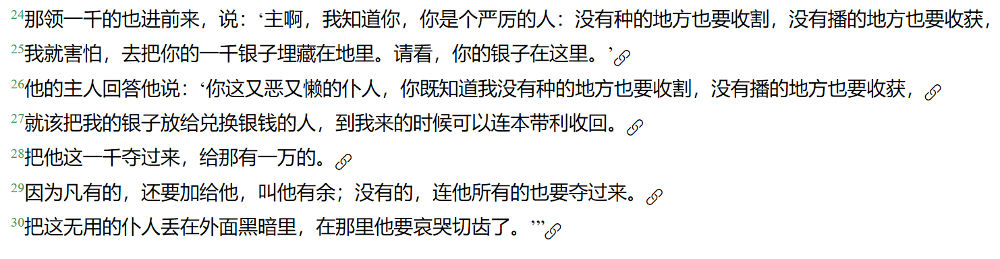 24那领一千的也进前来，说：‘主啊，我知道你，你是个严厉的人：没有种的地方也要收割，没有播的地方也要收获，
25我就害怕，去把你的一千银子埋藏在地里。请看，你的银子在这里。’
26他的主人回答他说：‘你这又恶又懒的仆人，你既知道我没有种的地方也要收割，没有播的地方也要收获，
27就该把我的银子放给兑换银钱的人，到我来的时候可以连本带利收回。
28把他这一千夺过来，给那有一万的。
29因为凡有的，还要加给他，叫他有余；没有的，连他所有的也要夺过来。
30把这无用的仆人丢在外面黑暗里，在那里他要哀哭切齿了。’”